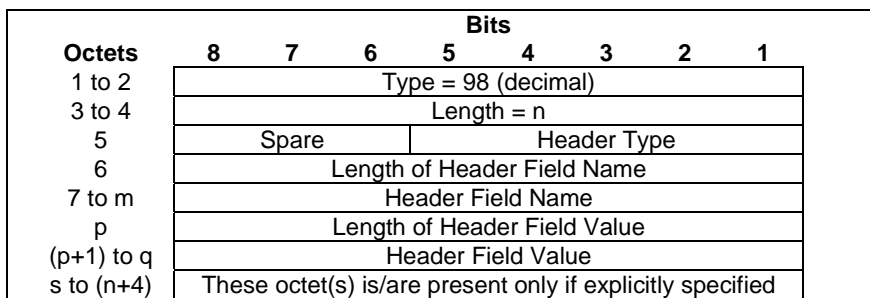 Bits
Octets 8 7 6 5 4 3 2 1
1 to 2 Type = 98 (decimal)
3 to 4 Length = n
5 Spare Header Type
6 Length of Header Field Name
7 to m Header Field Name
p Length of Header Field Value
(p+1) to q Header Field Value
s to (n+4) These octet(s) is/are present only if explicitly specified